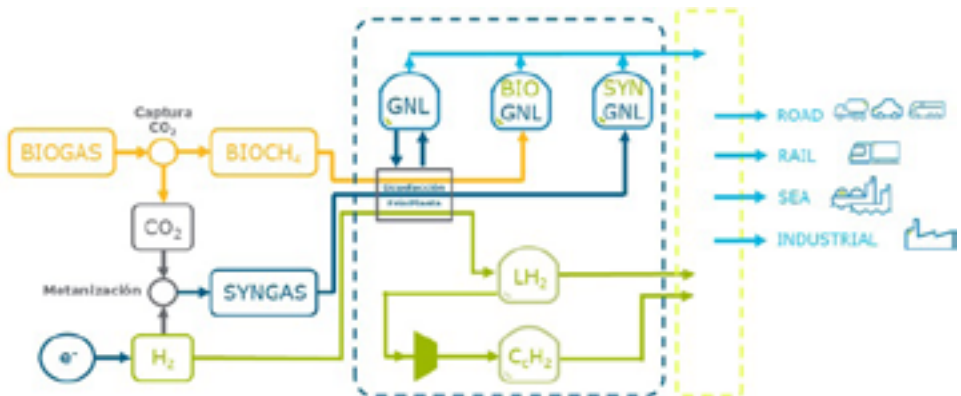 Captura
CO₂
BIOGAS
BIOCH₄
CO₂
Metanización
SYNGAS
e⁻
H₂
GNL
BIO
GNL
SYN
GNL
LH₂
CcH₂
ROAD
RAIL
SEA
INDUSTRIAL